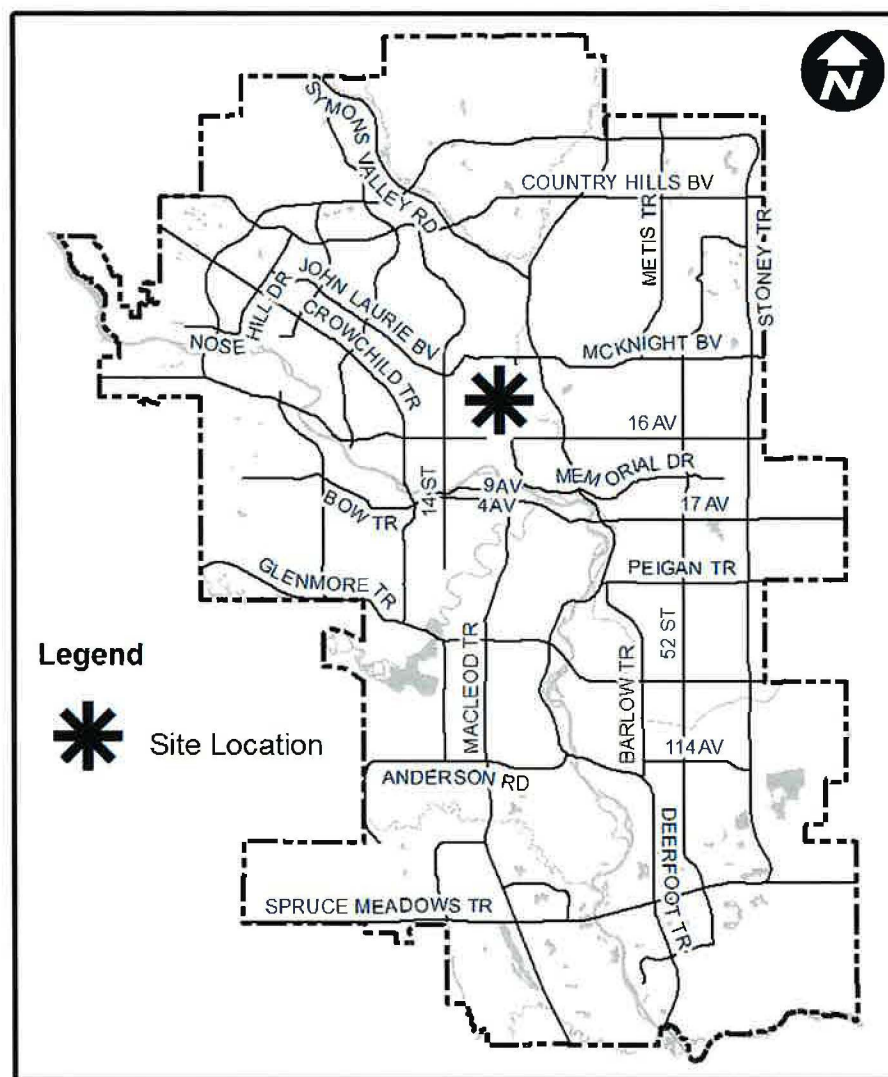 N
SYMONS VALLEY RD
COUNTRY HILLS BV
METIS TR
STONEY TR
JOHN LAURIE BV
NOSE HILL DR
CROWCHILD TR
MCKNIGHT BV
16 AV
MEMORIAL DR
9 AV
14 ST
4 AV
17 AV
BOW TR
PEIGAN TR
GLENMORE TR
52 ST
Legend
MACLEOD TR
BARLOW TR
Site Location
114 AV
ANDERSON RD
DEERFOOT TR
SPRUCE MEADOWS TR